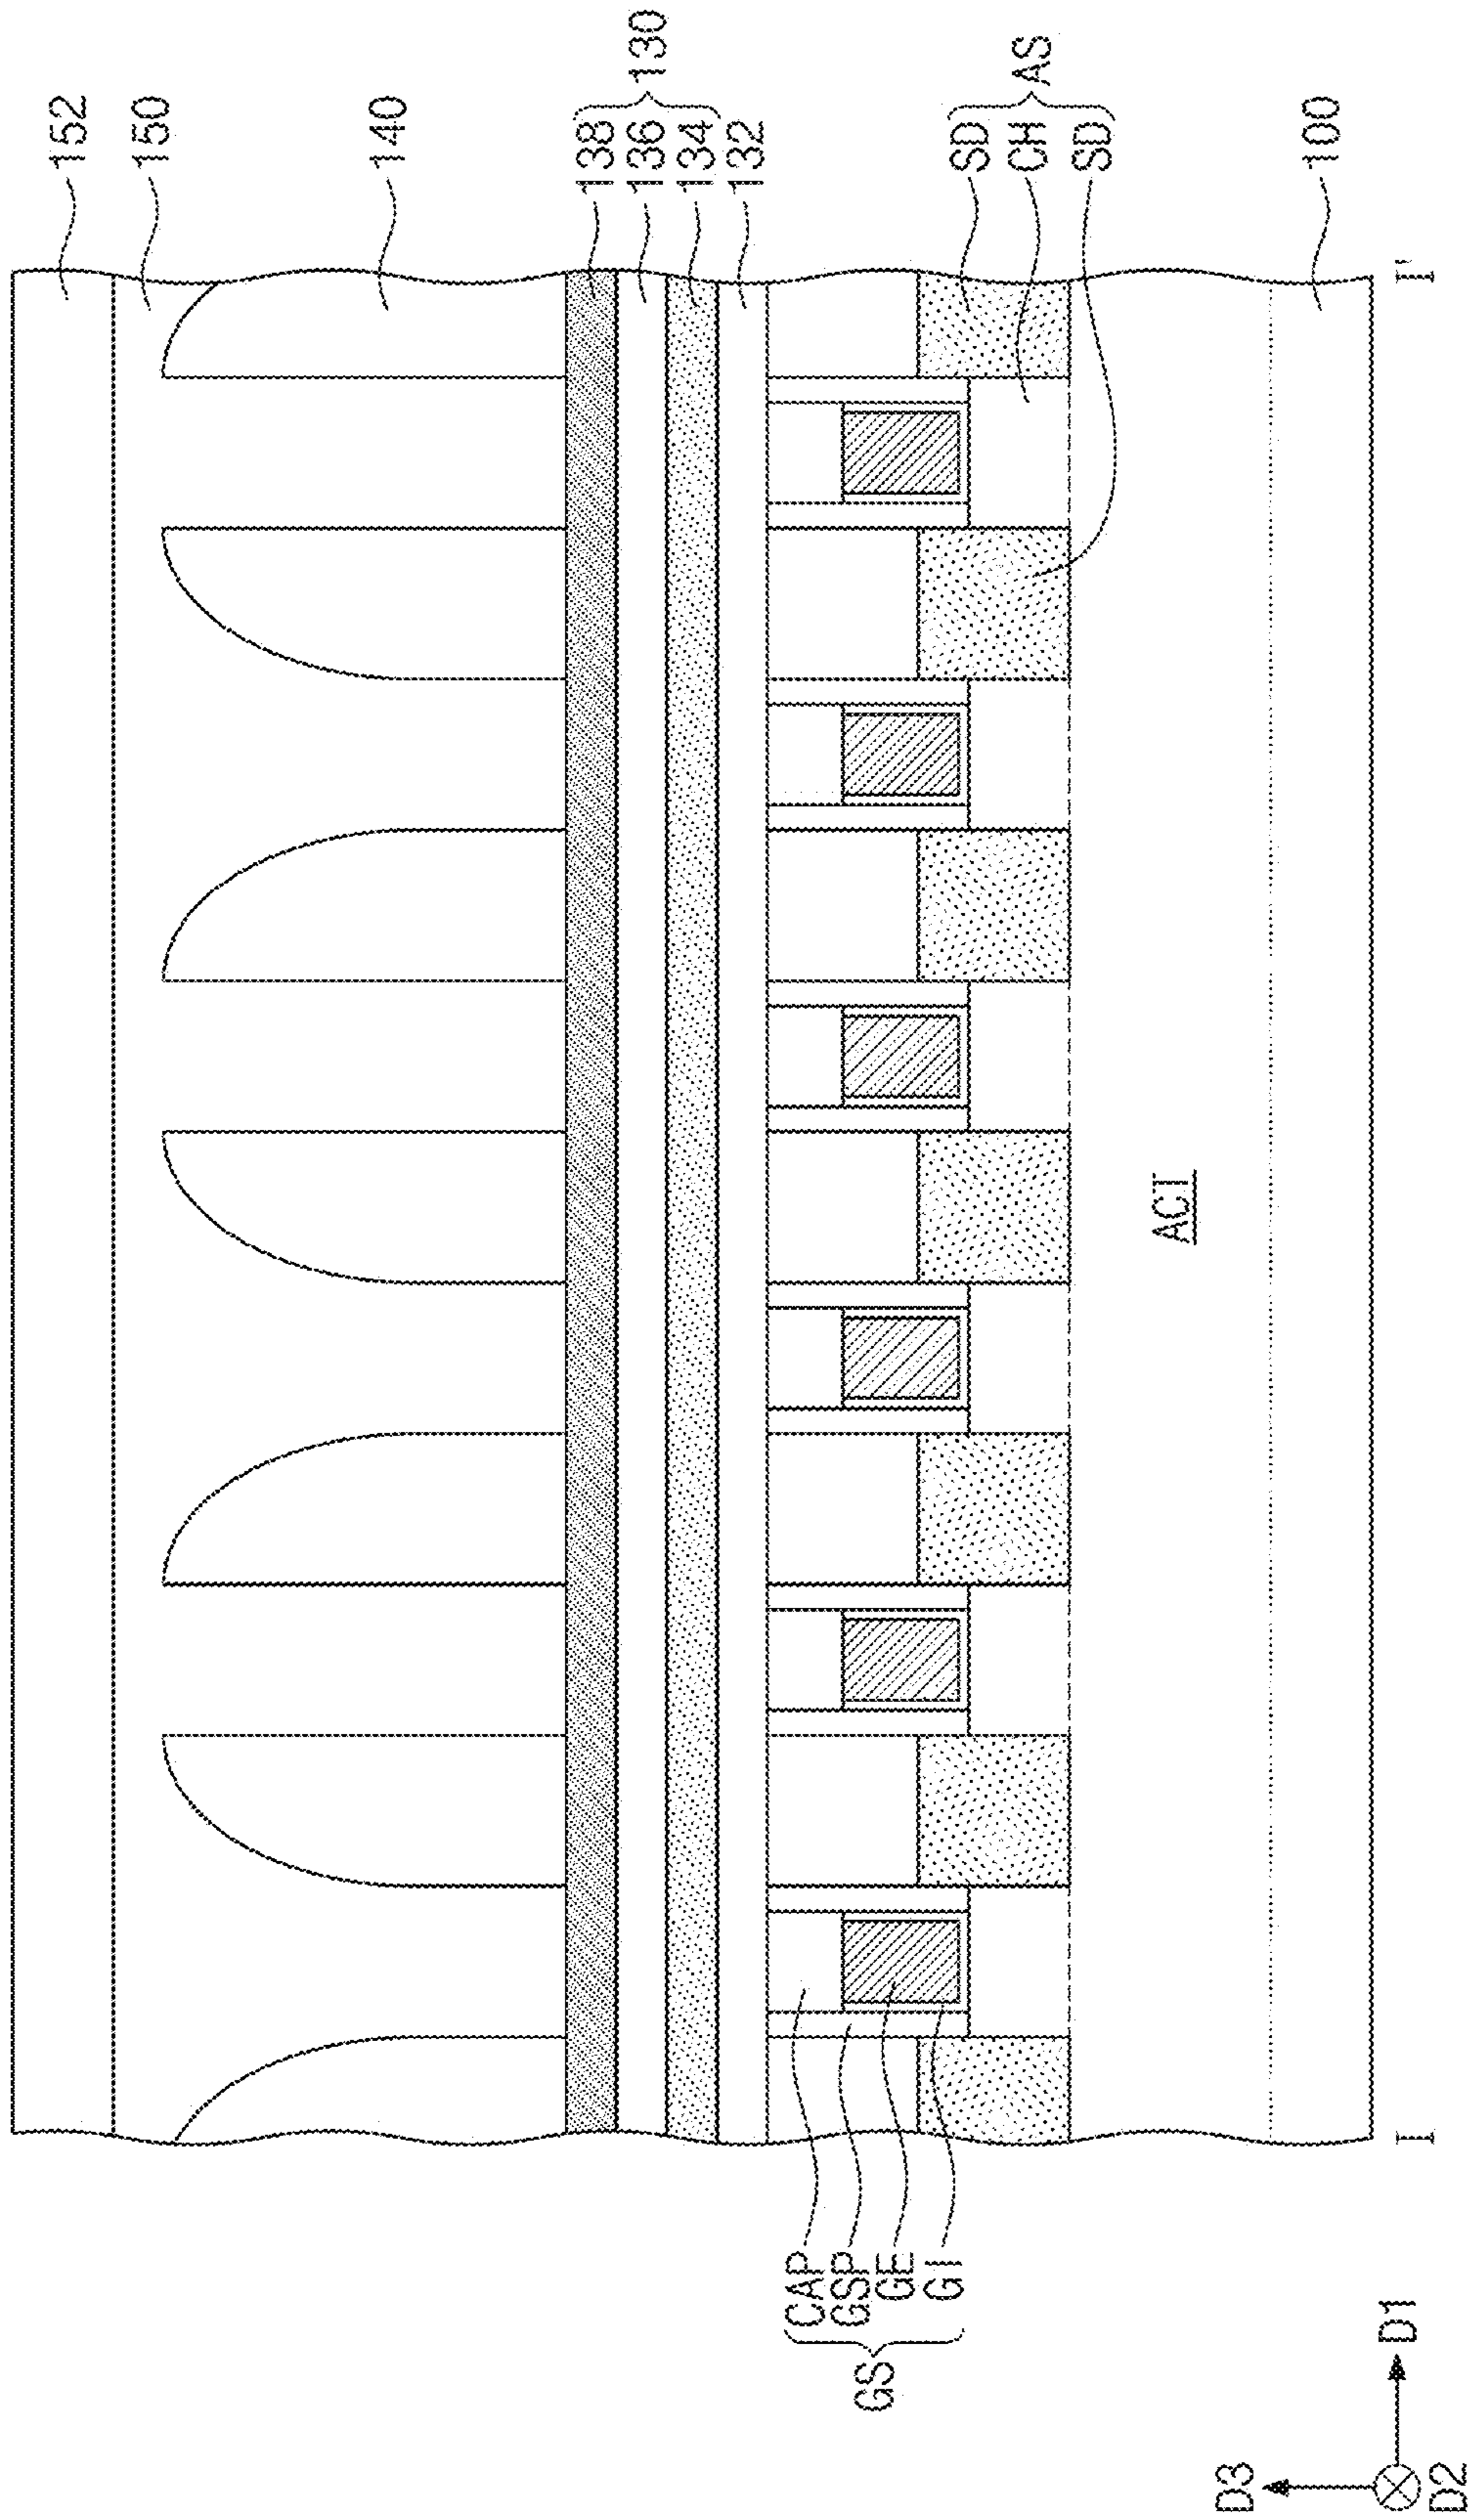 152
150
140
138
136
134
130
132
SD
CH
SD
AS
100
I'
ACT
I
CAP
GSP
GE
GI
GS
D3
D1
D2